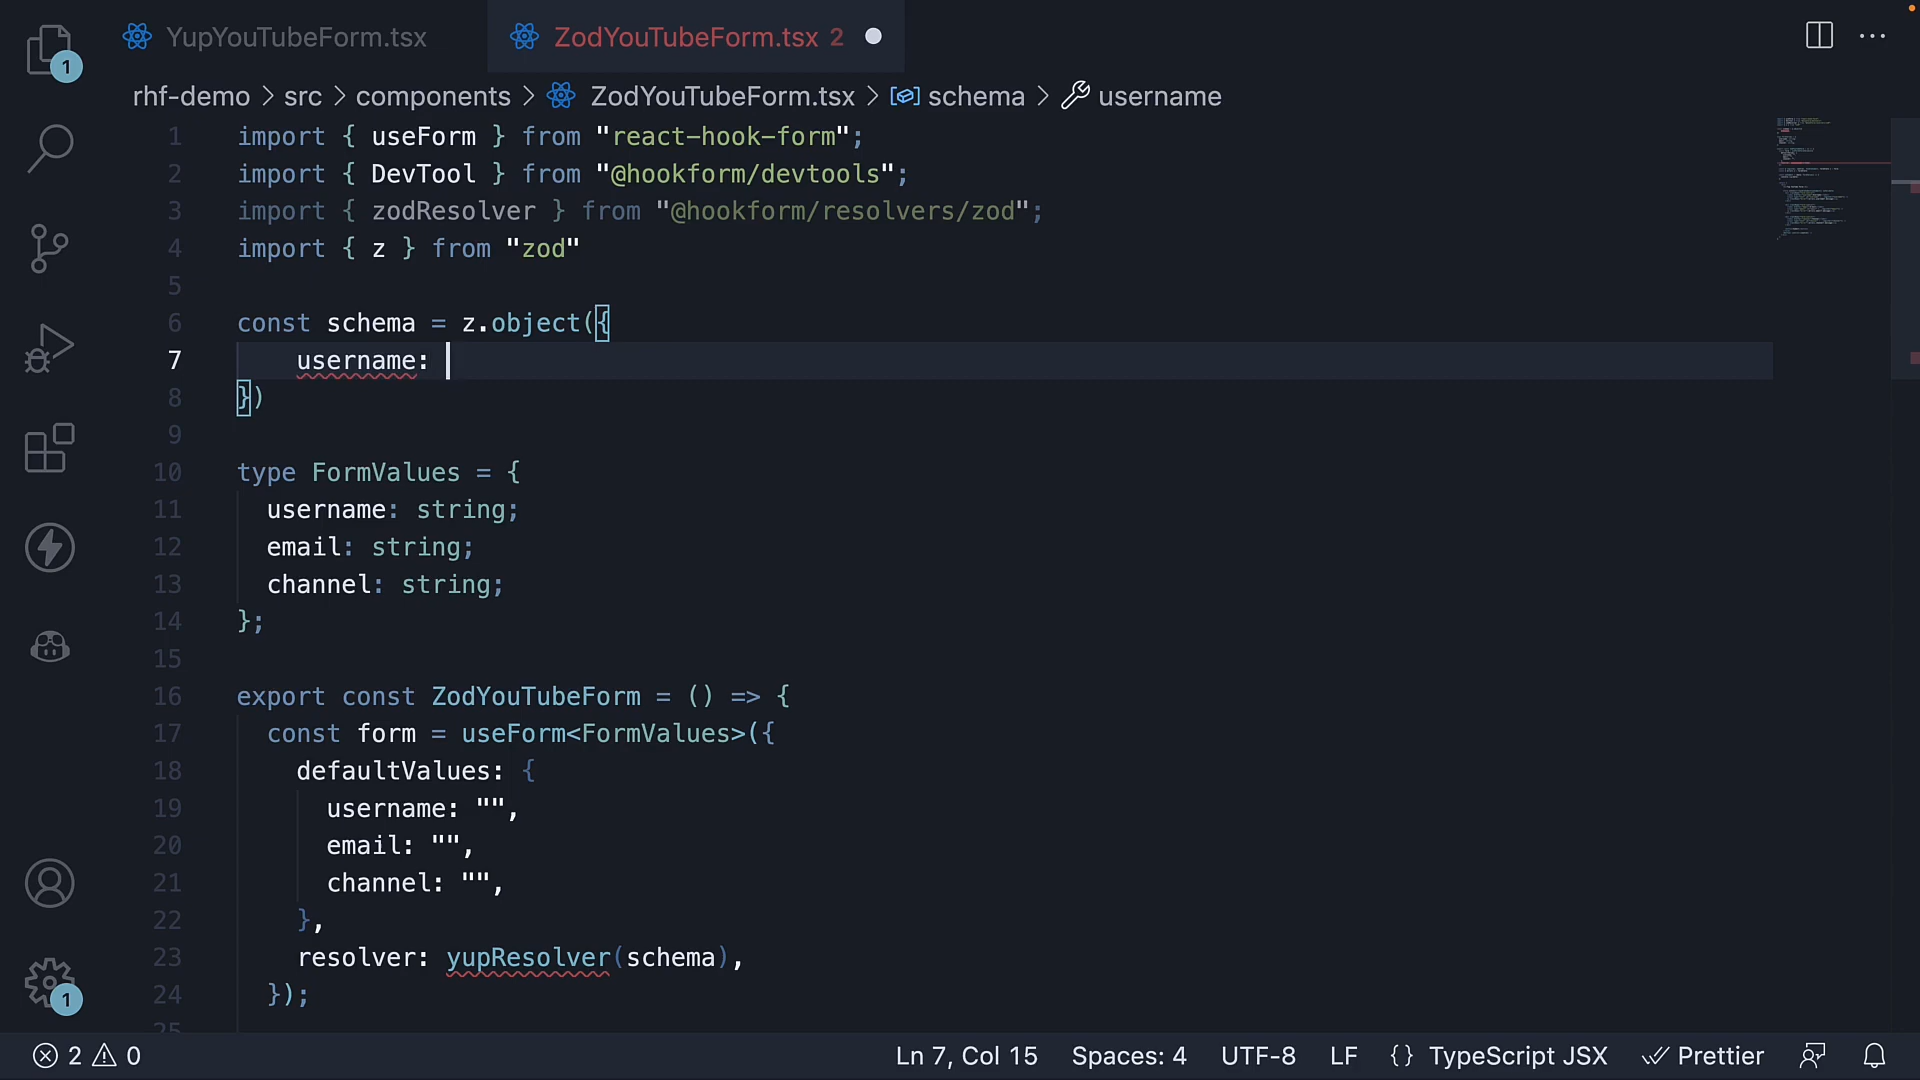 YupYouTubeForm.tsx
ZodYouTubeForm.tsx 2
rhf-demo > src > components > ZodYouTubeForm.tsx > schema > username
1 import { useForm } from "react-hook-form";
2 import { DevTool } from "@hookform/devtools";
3 import { zodResolver } from "@hookform/resolvers/zod";
4 import { z } from "zod"
5
6 const schema = z.object({
7 username:
8 })
9
10 type FormValues = {
11 username: string;
12 email: string;
13 channel: string;
14 };
15
16 export const ZodYouTubeForm = () => {
17 const form = useForm<FormValues>({
18 defaultValues: {
19 username: "",
20 email: "",
21 channel: "",
22 },
23 resolver: yupResolver(schema),
24 });
25
1
1
2 0 Ln 7, Col 15 Spaces: 4 UTF-8 LF {} TypeScript JSX Prettier